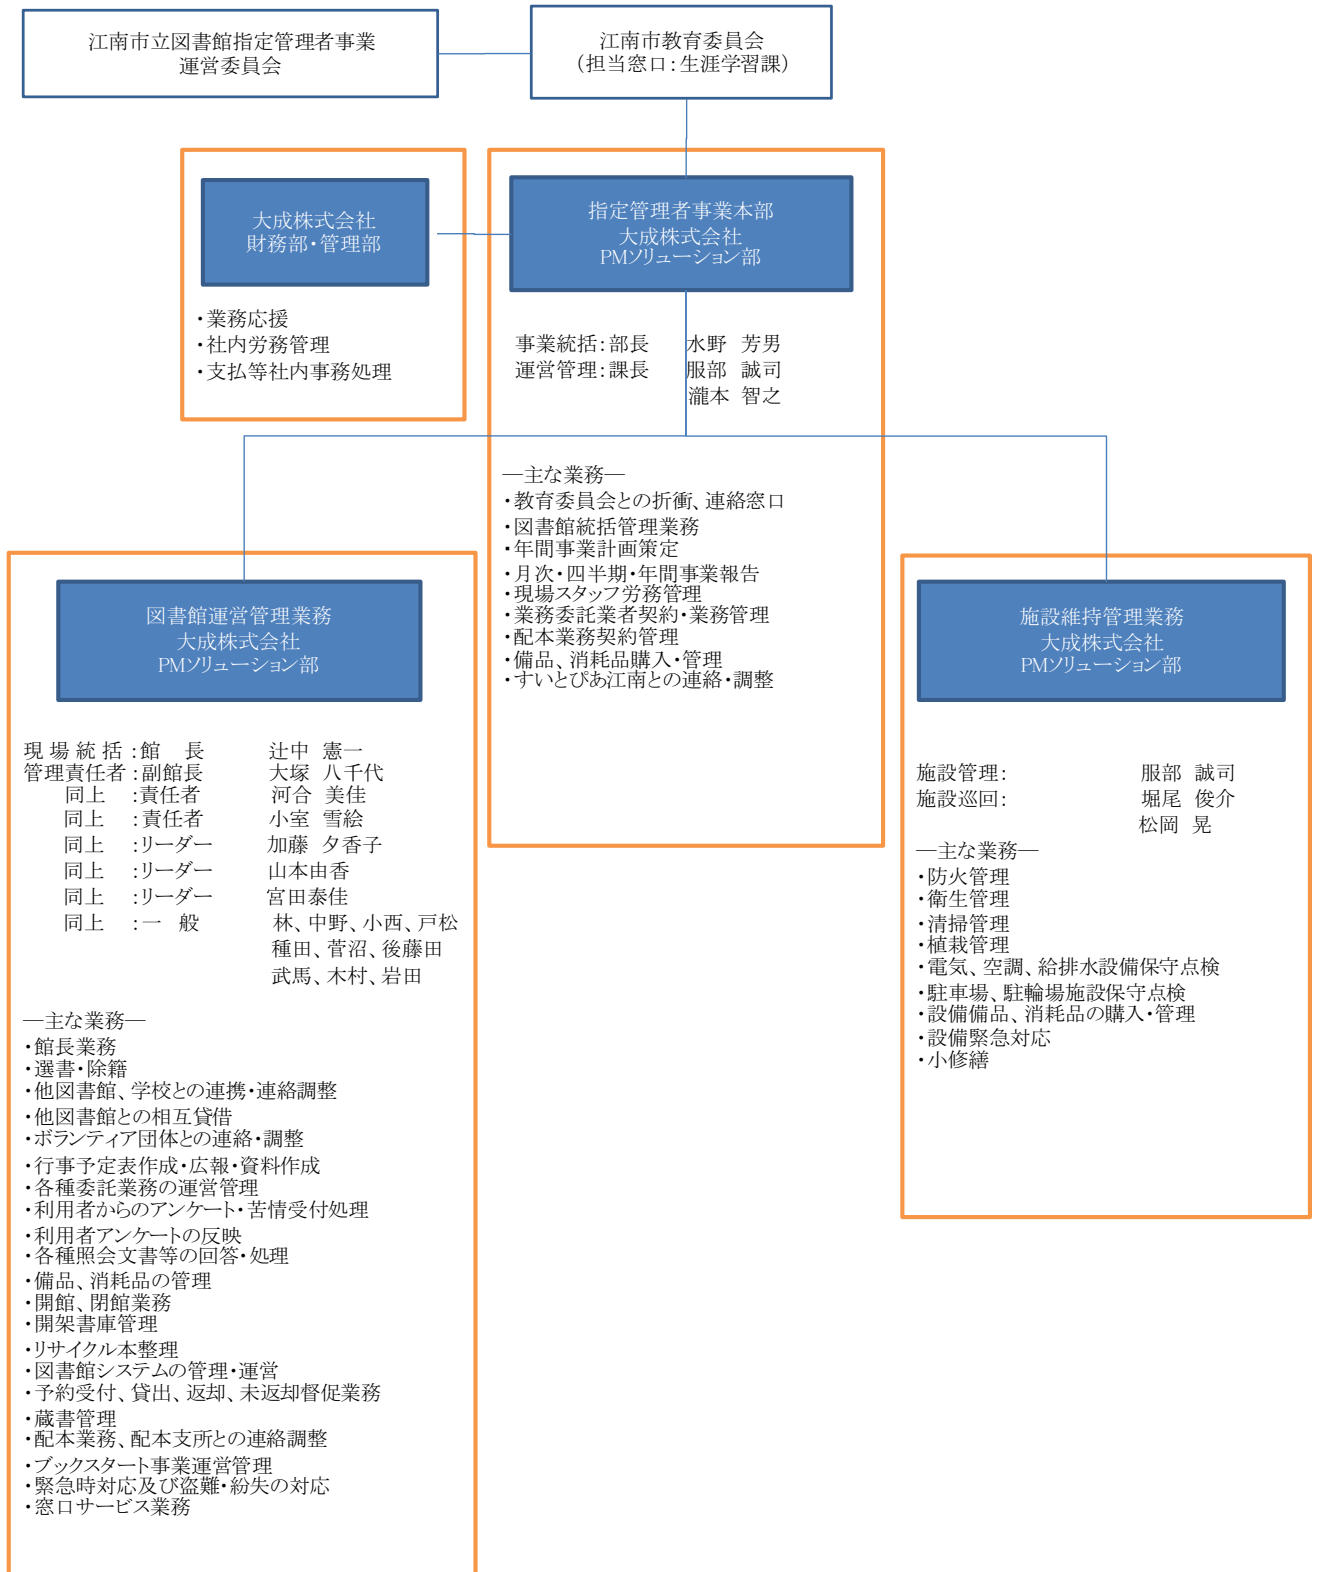 江南市立図書館指定管理者事業
運営委員会
江南市教育委員会
（担当窓口：生涯学習課）
大成株式会社
財務部・管理部
・業務応援
・社内労務管理
・支払等社内事務処理
指定管理者事業本部
大成株式会社
PMソリューション部
事業統括：部長　水野 芳男
運営管理：課長　服部 誠司
瀧本 智之
―主な業務―
・教育委員会との折衝、連絡窓口
・図書館統括管理業務
・年間事業計画策定
・月次・四半期・年間事業報告
・現場スタッフ労務管理
・業務委託業者契約・業務管理
・配本業務契約管理
・備品、消耗品購入・管理
・すいとぴあ江南との連絡・調整
図書館運営管理業務
大成株式会社
PMソリューション部
現場統括：館　長　辻中 憲一
管理責任者：副館長　大塚 八千代
同上　：責任者　河合 美佳
同上　：責任者　小室 雪絵
同上　：リーダー　加藤 夕香子
同上　：リーダー　山本由香
同上　：リーダー　宮田泰佳
同上　：一　般　林、中野、小西、戸松
種田、菅沼、後藤田
武馬、木村、岩田
―主な業務―
・館長業務
・選書・除籍
・他図書館、学校との連携・連絡調整
・他図書館との相互貸借
・ボランティア団体との連絡・調整
・行事予定表作成・広報・資料作成
・各種委託業務の運営管理
・利用者からのアンケート・苦情受付処理
・利用者アンケートの反映
・各種照会文書等の回答・処理
・備品、消耗品の管理
・開館、閉館業務
・開架書庫管理
・リサイクル本整理
・図書館システムの管理・運営
・予約受付、貸出、返却、未返却督促業務
・蔵書管理
・配本業務、配本支所との連絡調整
・ブックスタート事業運営管理
・緊急時対応及び盗難・紛失の対応
・窓口サービス業務
施設維持管理業務
大成株式会社
PMソリューション部
施設管理：　服部 誠司
施設巡回：　堀尾 俊介
松岡 晃
―主な業務―
・防火管理
・衛生管理
・清掃管理
・植栽管理
・電気、空調、給排水設備保守点検
・駐車場、駐輪場施設保守点検
・設備備品、消耗品の購入・管理
・設備緊急対応
・小修繕